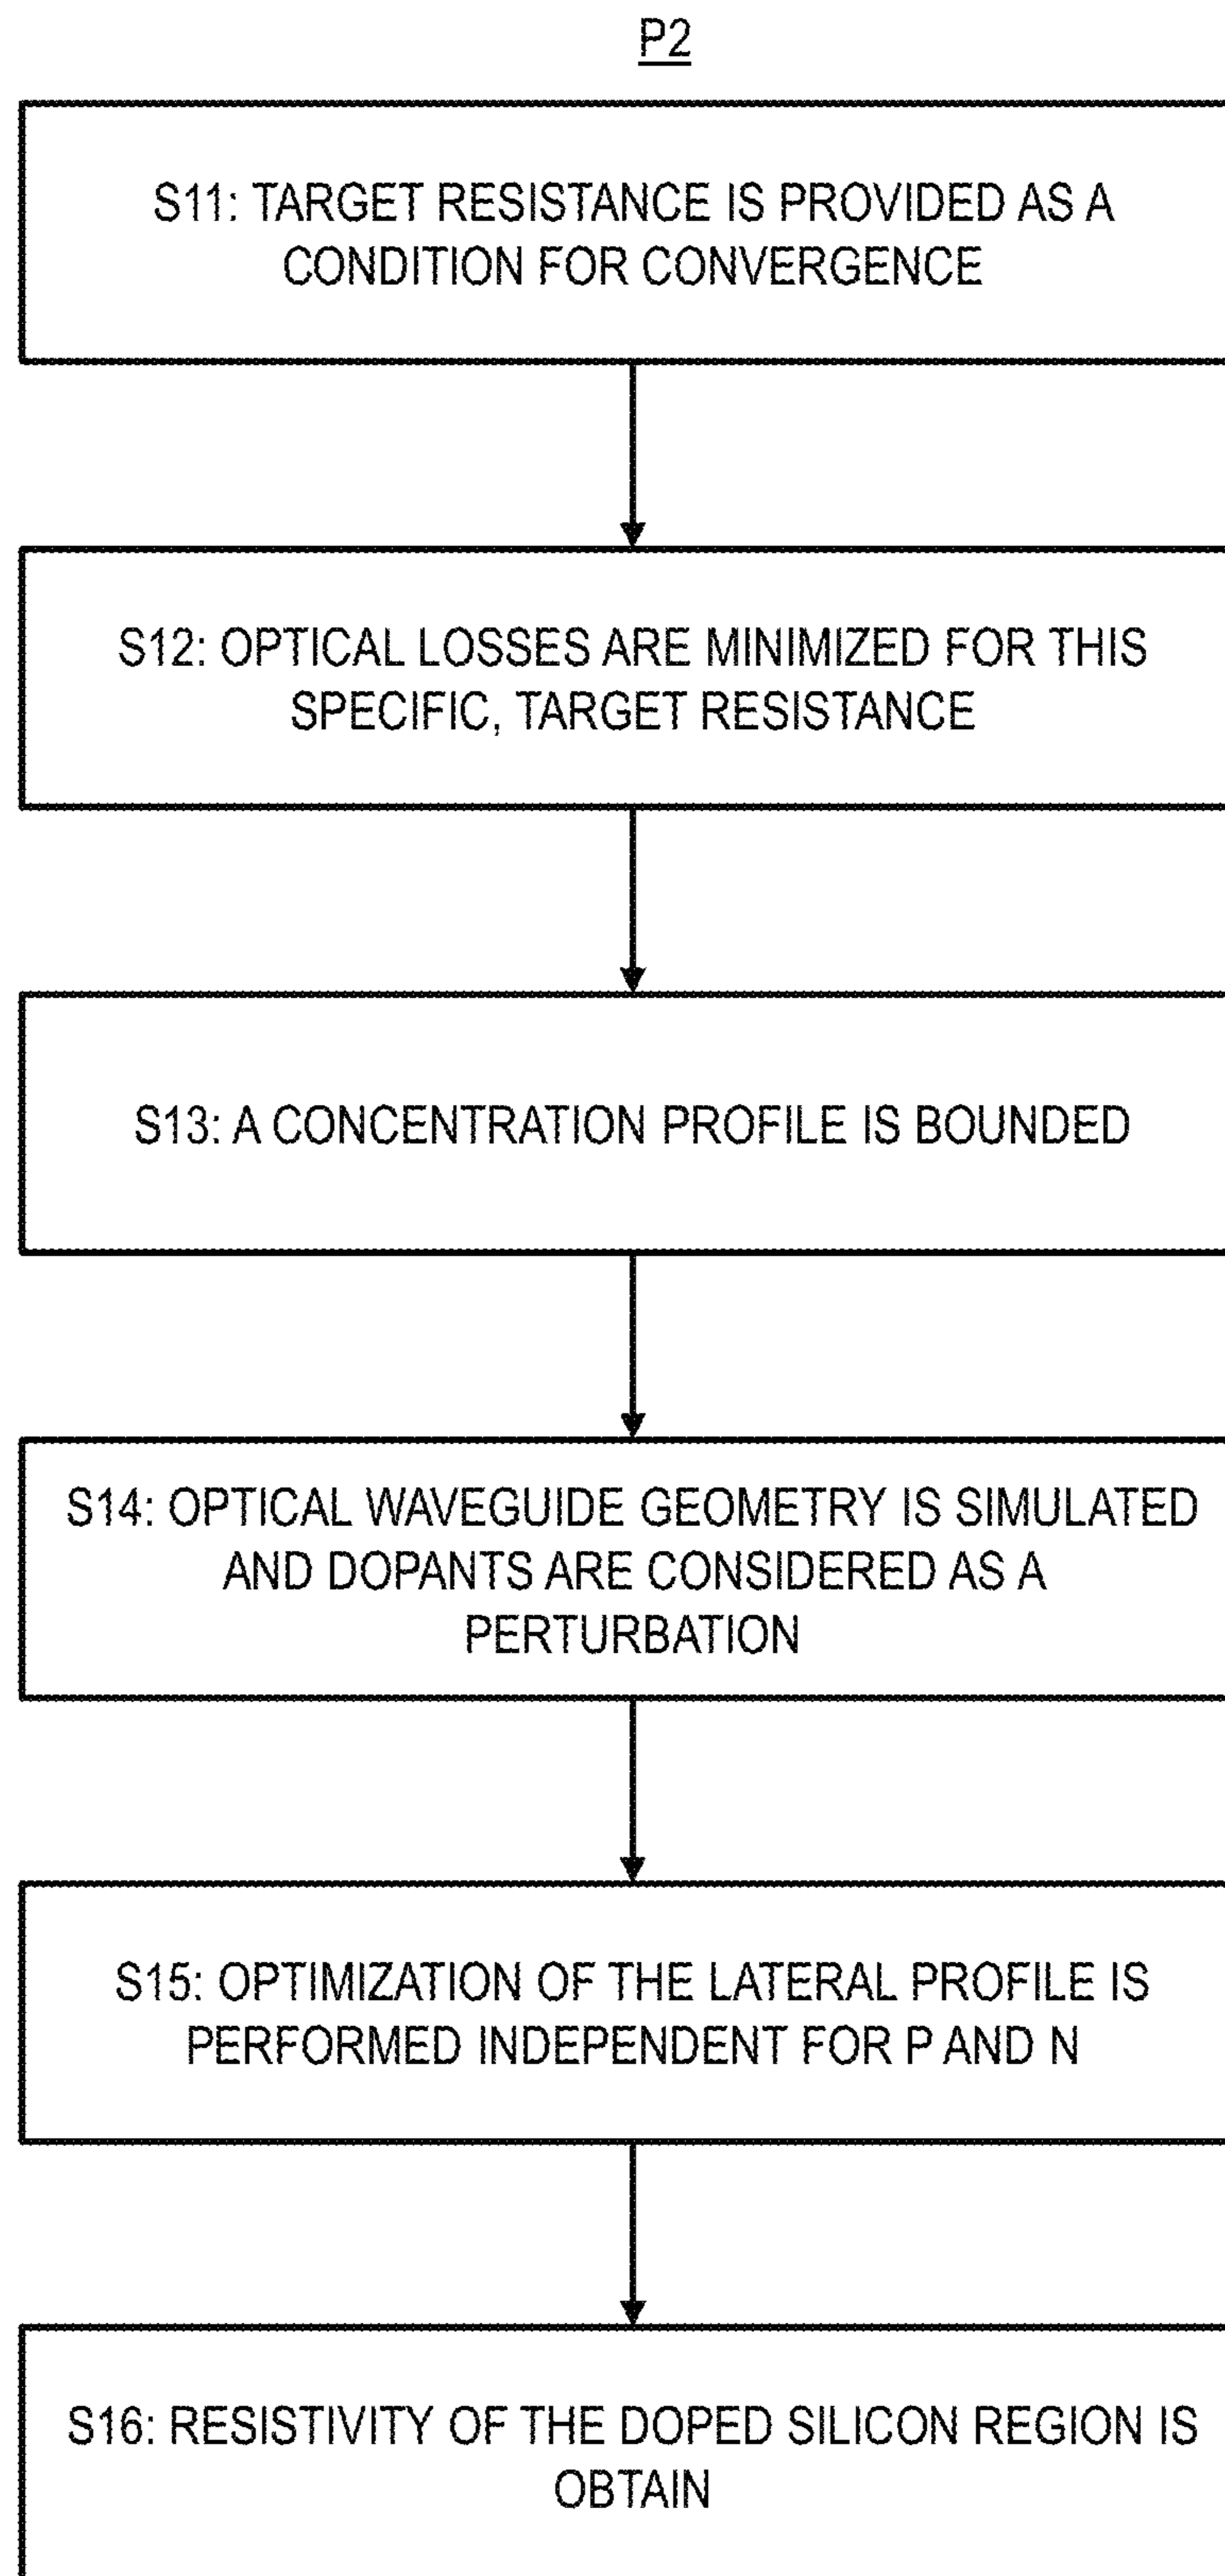 P2
S11: TARGET RESISTANCE IS PROVIDED AS A
CONDITION FOR CONVERGENCE
S12: OPTICAL LOSSES ARE MINIMIZED FOR THIS
SPECIFIC, TARGET RESISTANCE
S13: A CONCENTRATION PROFILE IS BOUNDED
S14: OPTICAL WAVEGUIDE GEOMETRY IS SIMULATED
AND DOPANTS ARE CONSIDERED AS A
PERTURBATION
S15: OPTIMIZATION OF THE LATERAL PROFILE IS
PERFORMED INDEPENDENT FOR P AND N
S16: RESISTIVITY OF THE DOPED SILICON REGION IS
OBTAIN